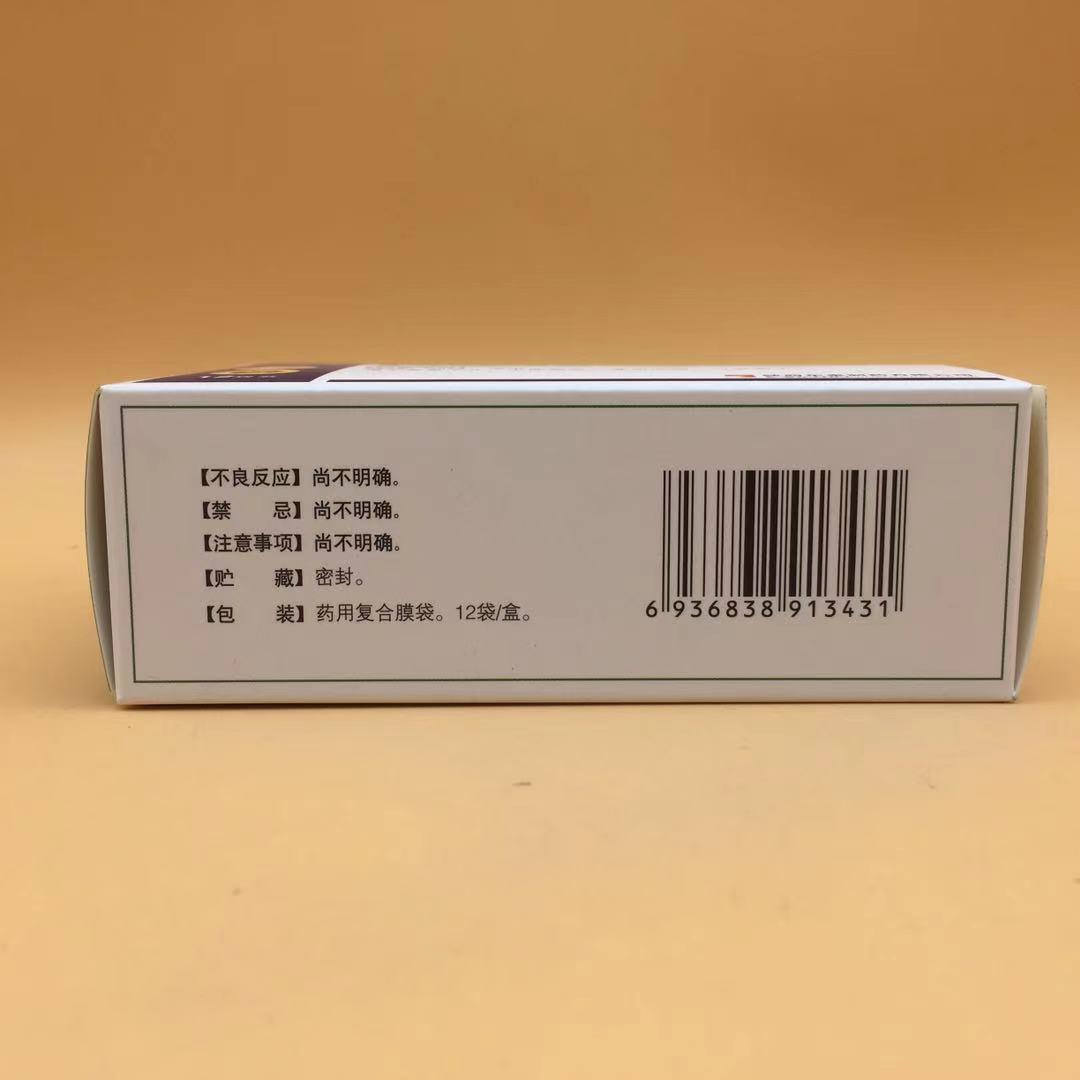 【不良反应】尚不明确。
【禁 忌】尚不明确。
【注意事项】尚不明确。
【贮 藏】密封。
【包 装】药用复合膜袋。12袋/盒。
6 936838 913431